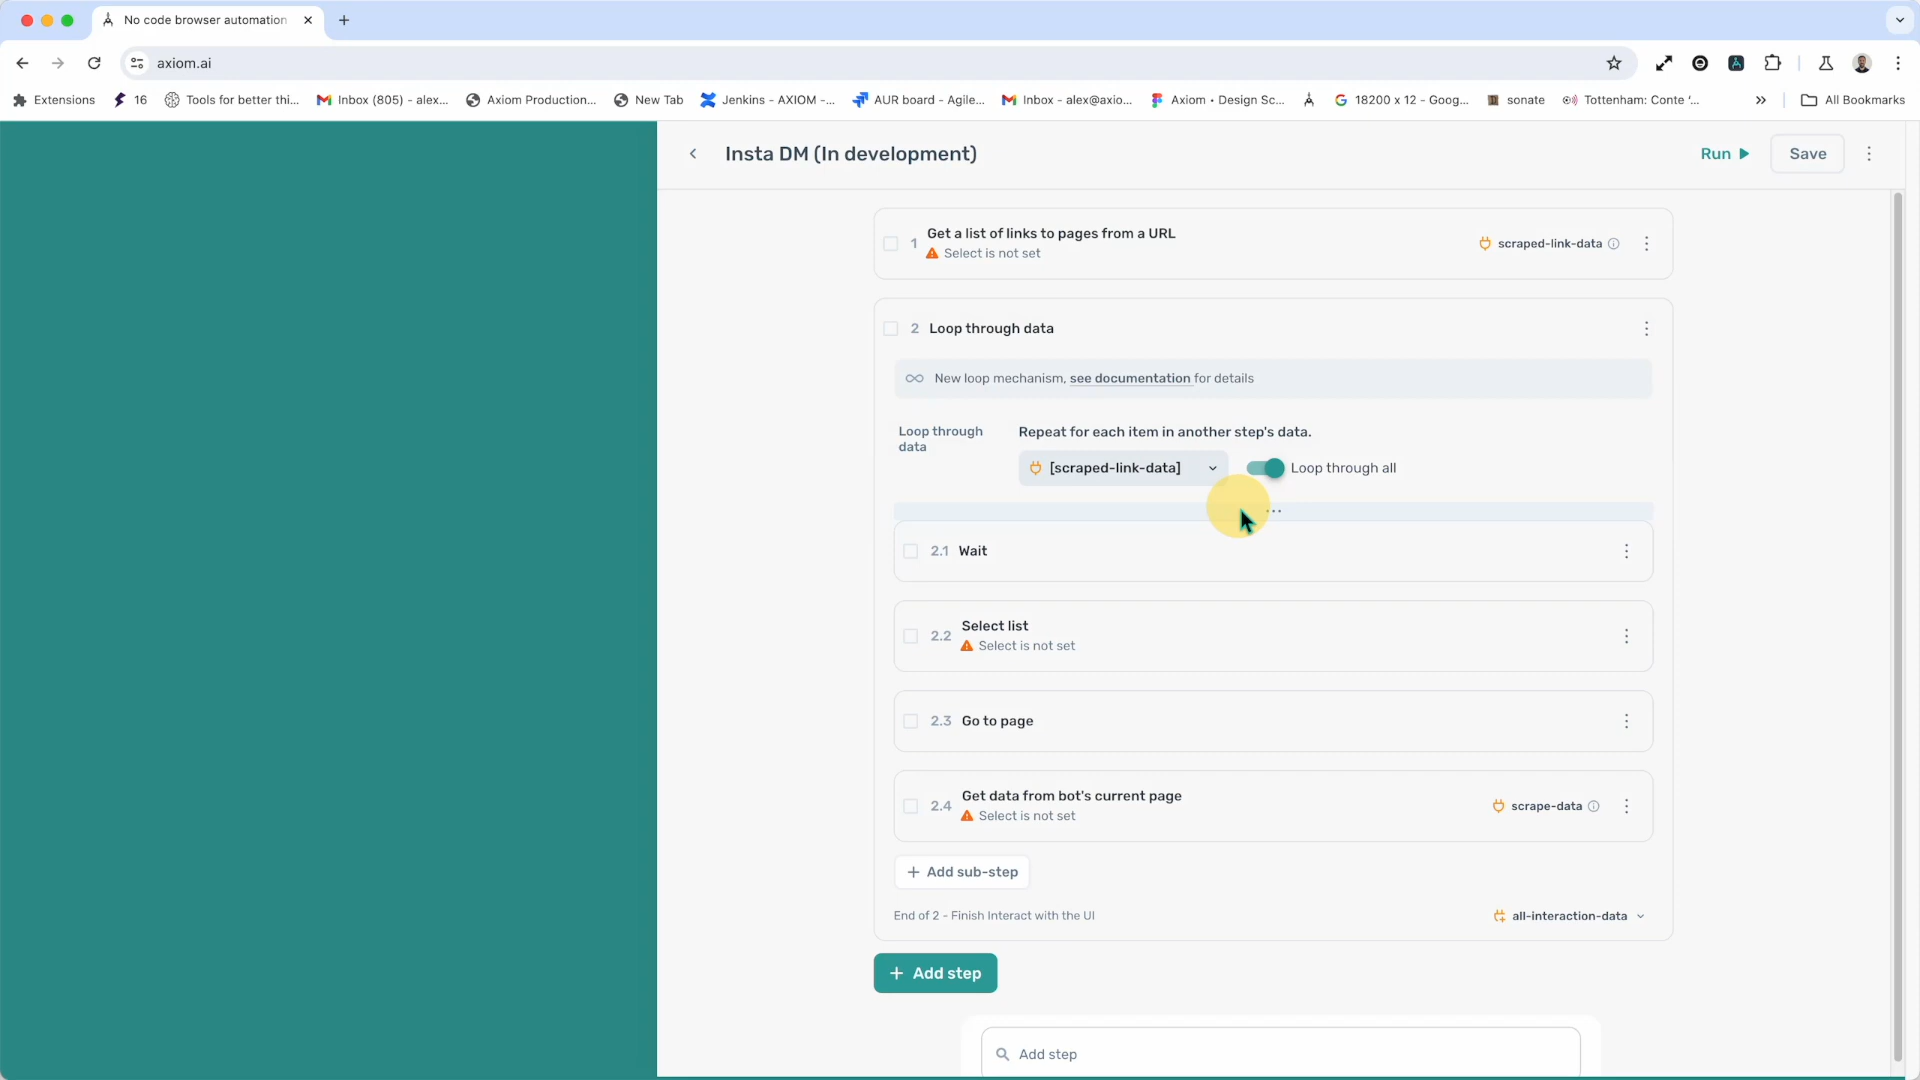 No code browser automation
axiom.ai
Extensions
16
Tools for better thi...
Inbox (805) - alex...
Axiom Production...
New Tab
Jenkins - AXIOM -...
AUR board - Agile...
Inbox - alex@axio...
Axiom • Design Sc...
18200 x 12 - Goog...
sonate
Tottenham: Conte '...
All Bookmarks
Insta DM (In development)
Run
Save
1 Get a list of links to pages from a URL
Select is not set
scraped-link-data
2 Loop through data
New loop mechanism, see documentation for details
Loop through
data
Repeat for each item in another step's data.
[scraped-link-data]
Loop through all
2.1 Wait
2.2 Select list
Select is not set
2.3 Go to page
2.4 Get data from bot's current page
Select is not set
scrape-data
+ Add sub-step
End of 2 - Finish Interact with the UI
all-interaction-data
+ Add step
Add step